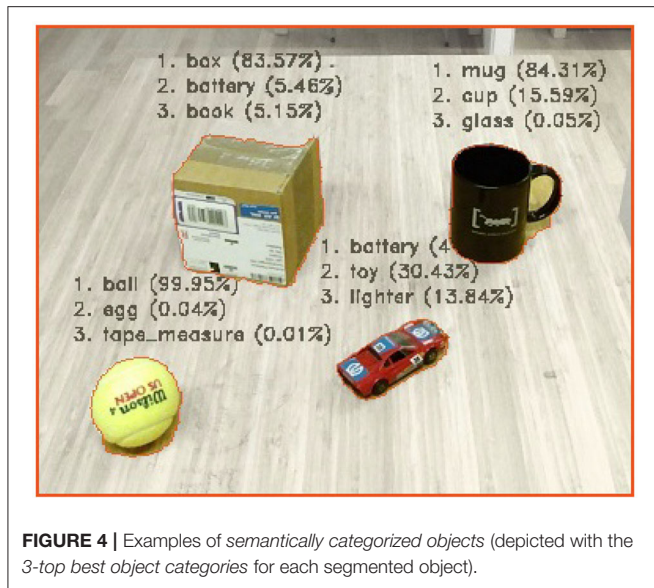 1. box (83.57%)
2. battery (5.46%)
3. book (5.15%)
1. mug (84.31%)
2. cup (15.59%)
3. glass (0.05%)
1. battery (4
2. toy (30.43%)
3. lighter (13.84%)
1. ball (99.95%)
2. egg (0.04%)
3. tape_measure (0.01%)
Wilson 4
US OPEN
FIGURE 4 | Examples of semantically categorized objects (depicted with the
3-top best object categories for each segmented object).